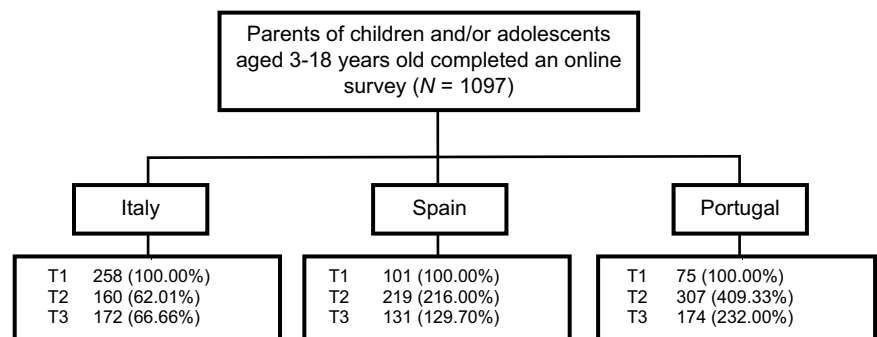 Parents of children and/or adolescents
aged 3-18 years old completed an online
survey (N = 1097)
Italy
Spain
Portugal
T1 258 (100.00%)
T2 160 (62.01%)
T3 172 (66.66%)
T1 101 (100.00%)
T2 219 (216.00%)
T3 131 (129.70%)
T1 75 (100.00%)
T2 307 (409.33%)
T3 174 (232.00%)